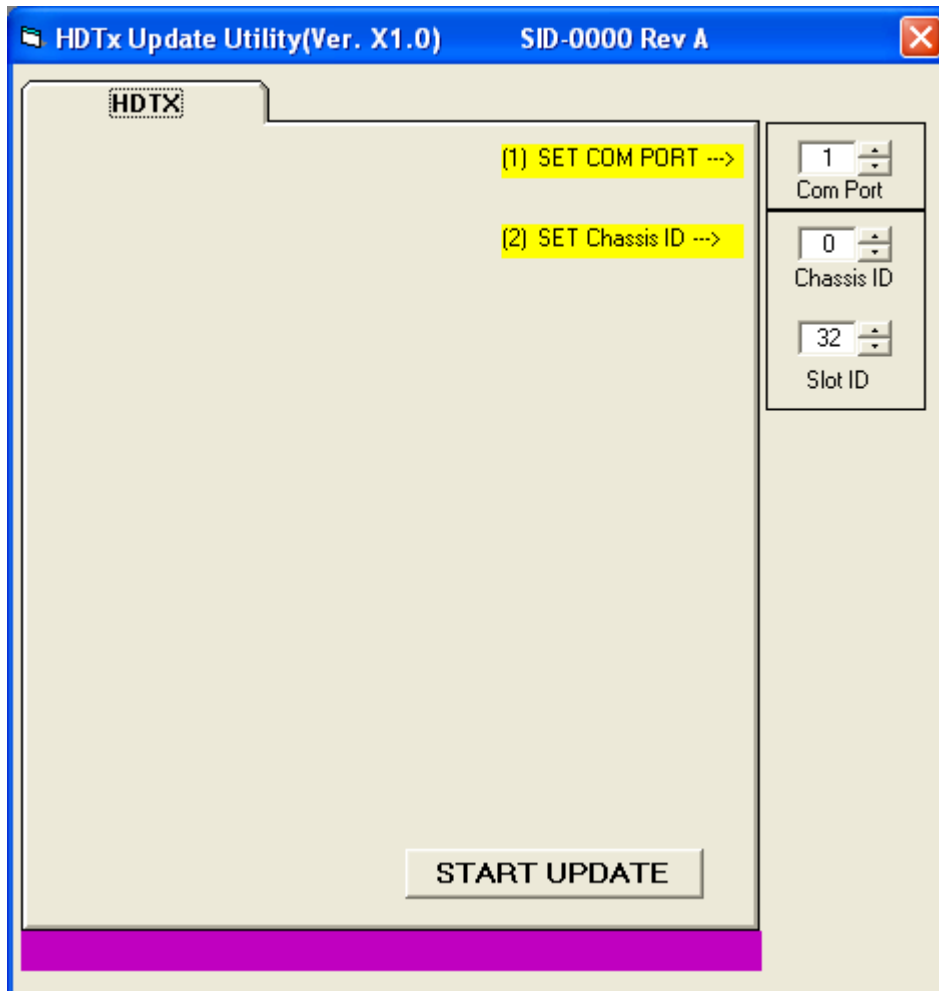 HDTx Update Utility(Ver. X1.0) SID-0000 Rev A
HDTX
(1) SET COM PORT --->
1
Com Port
(2) SET Chassis ID --->
0
Chassis ID
32
Slot ID
START UPDATE